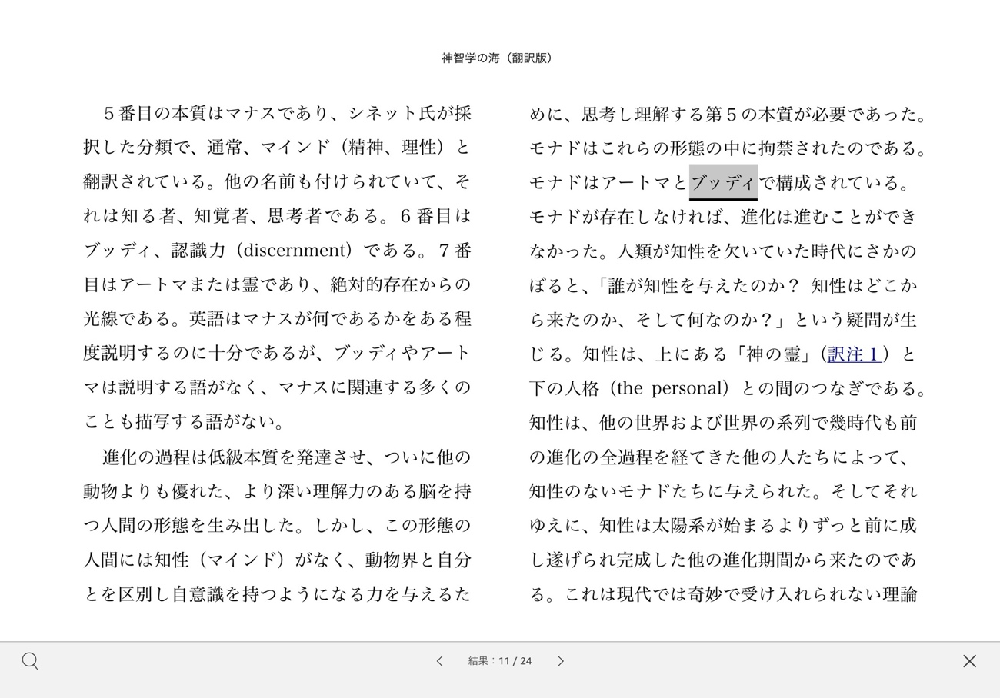 神智学の海（翻訳版）
５番目の本質はマナスであり、シネット氏が採
択した分類で、通常、マインド（精神、理性）と
翻訳されている。他の名前も付けられていて、そ
れは知る者、知覚者、思考者である。６番目は
ブッディ、認識力（discernment）である。７番
目はアートマまたは霊であり、絶対的存在からの
光線である。英語はマナスが何であるかをある程
度説明するのに十分であるが、ブッディやアート
マは説明する語がなく、マナスに関連する多くの
ことも描写する語がない。
進化の過程は低級本質を発達させ、ついに他の
動物よりも優れた、より深い理解力のある脳を持
つ人間の形態を生み出した。しかし、この形態の
人間には知性（マインド）がなく、動物界と自分
とを区別し自意識を持つようになる力を与えるた
めに、思考し理解する第５の本質が必要であった。
モナドはこれらの形態の中に拘禁されたのである。
モナドはアートマとブッディで構成されている。
モナドが存在しなければ、進化は進むことができ
なかった。人類が知性を欠いていた時代にさかの
ぼると、「誰が知性を与えたのか？ 知性はどこか
ら来たのか、そして何なのか？」という疑問が生
じる。知性は、上にある「神の霊」（訳注１）と
下の人格（the personal）との間のつなぎである。
知性は、他の世界および世界の系列で幾時代も前
の進化の全過程を経てきた他の人たちによって、
知性のないモナドたちに与えられた。そしてそれ
ゆえに、知性は太陽系が始まるよりずっと前に成
し遂げられ完成した他の進化期間から来たのであ
る。これは現代では奇妙で受け入れられない理論
結果：11 / 24